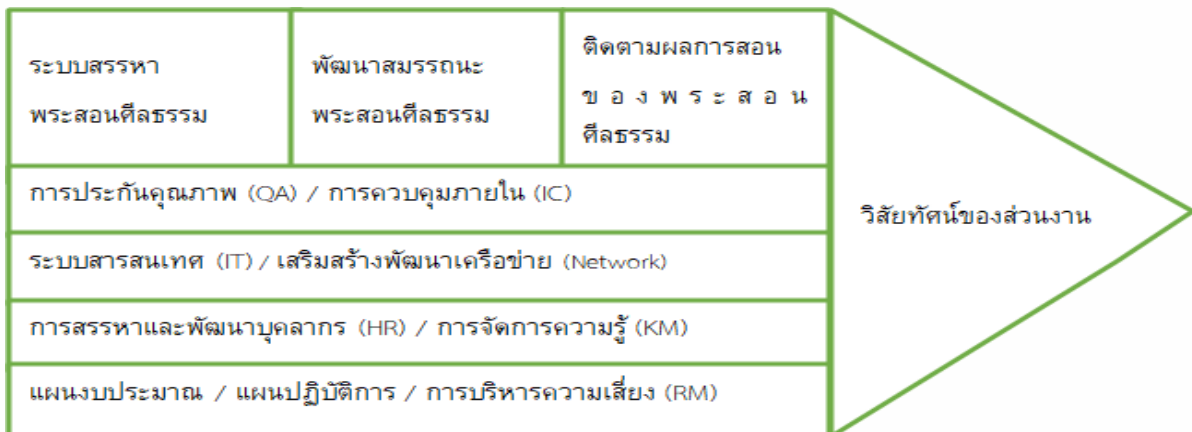 ระบบสรรหา
พระสอนศีลธรรม
พัฒนาสมรรถนะ
พระสอนศีลธรรม
ติดตามผลการสอน
ของพระสอน
ศีลธรรม
การประกันคุณภาพ (QA) / การควบคุมภายใน (IC)
ระบบสารสนเทศ (IT) / เสริมสร้างพัฒนาเครือข่าย (Network)
การสรรหาและพัฒนาบุคลากร (HR) / การจัดการความรู้ (KM)
แผนงบประมาณ / แผนปฏิบัติการ / การบริหารความเสี่ยง (RM)
วิสัยทัศน์ของส่วนงาน